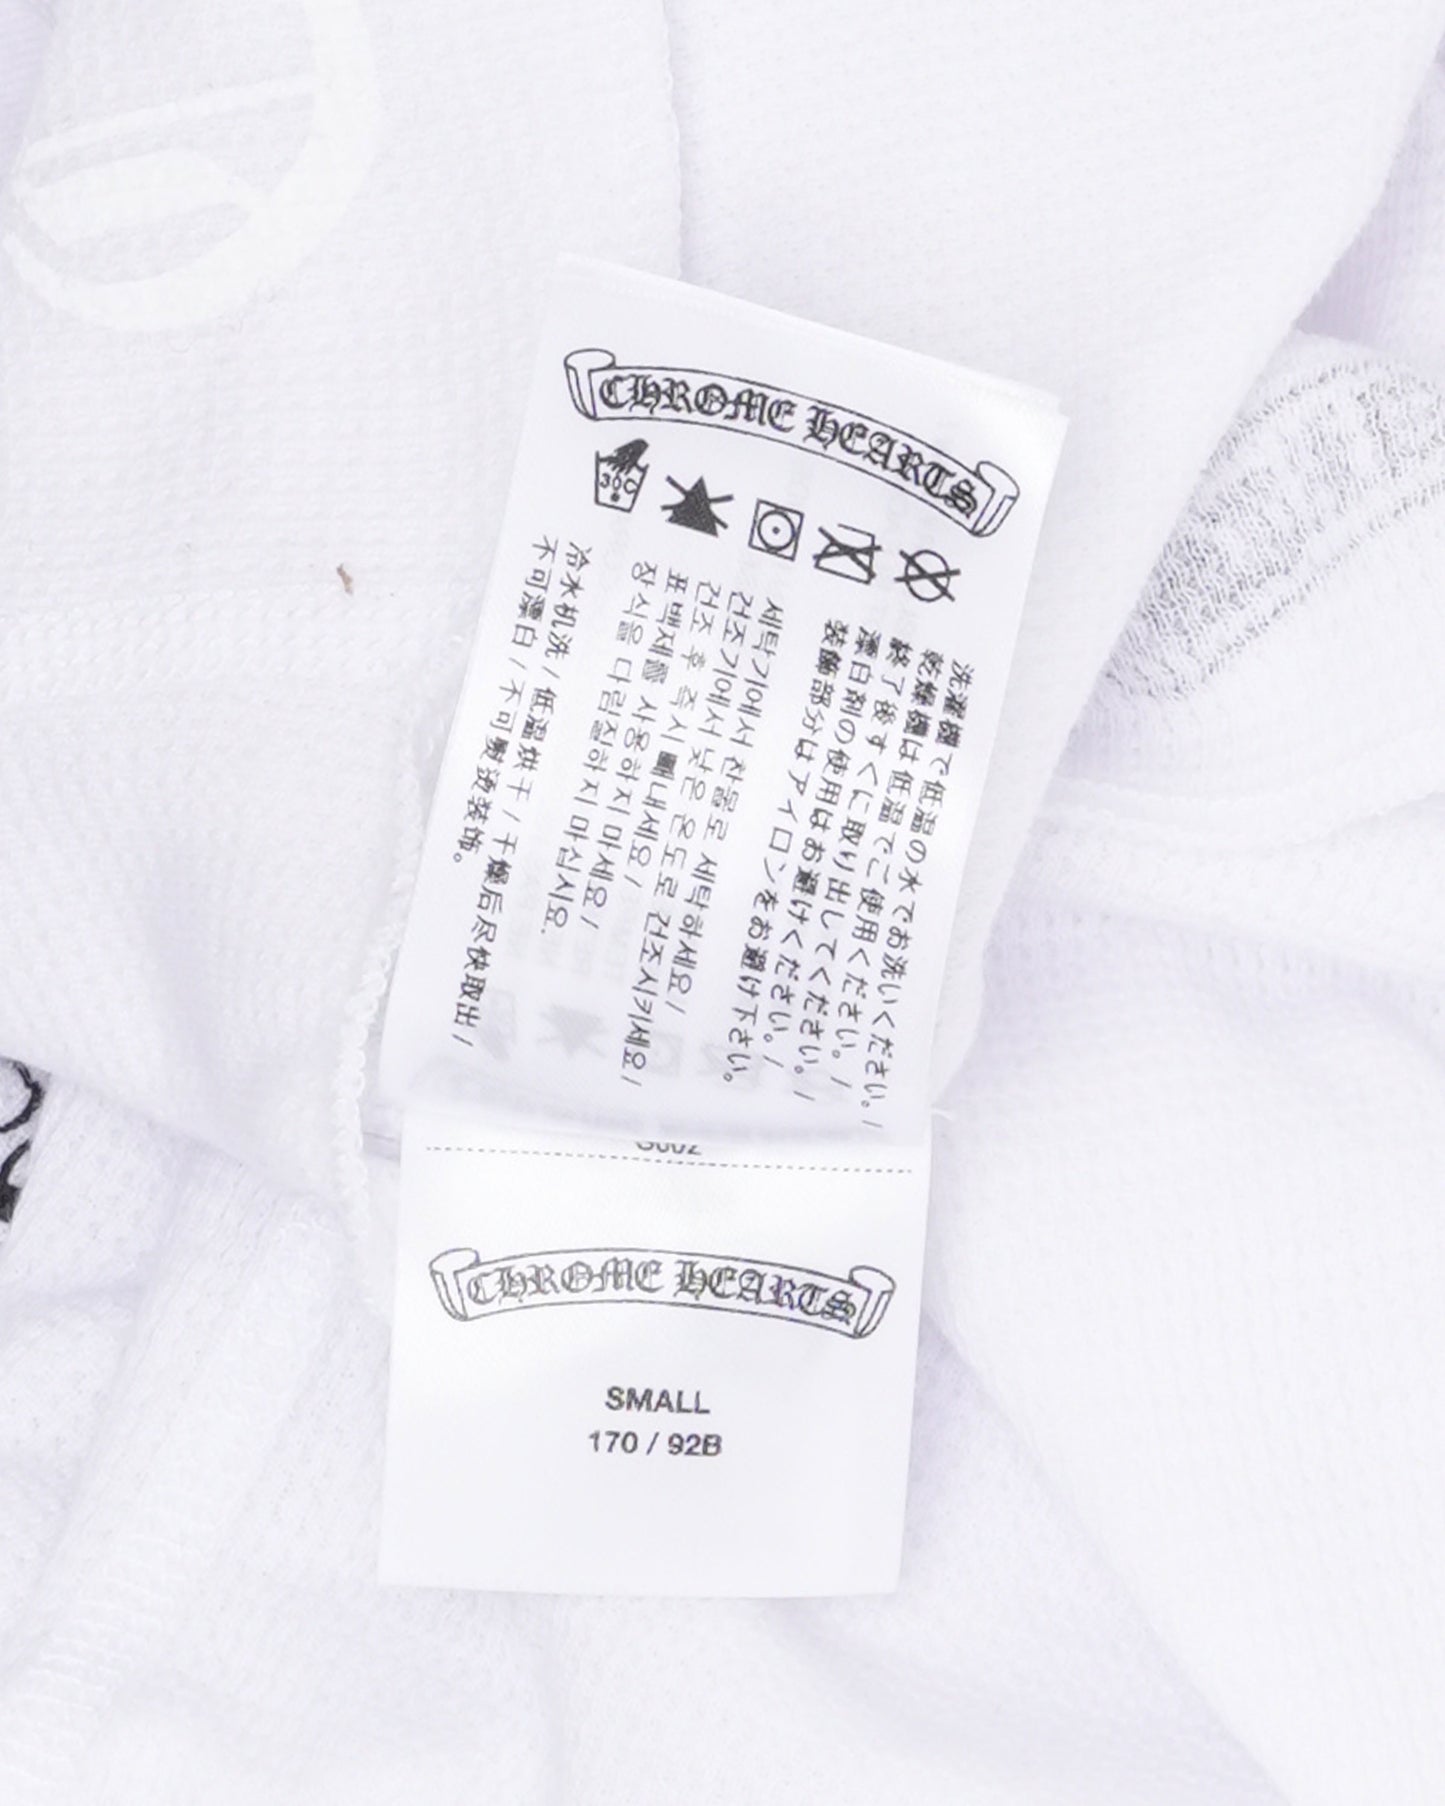 CHROME HEARTS
30C
洗濯機で低温の水でお洗いください。/
乾燥機は低温でご使用ください。/
終了後すぐに取り出してください。/
漂白剤の使用はお避けください。/
装飾部分はアイロンをお避け下さい。
세탁기에서 찬물로 세탁하세요/
건조기에서 낮은 온도로 건조시키세요/
건조 후 즉시 빼내세요/
표백제를 사용하지 마세요/
장식을 다림질하지 마십시오.
冷水机洗 / 低温烘干 / 干燥后尽快取出 /
不可漂白 / 不可熨烫装饰。
CHROME HEARTS
SMALL
170 / 92B